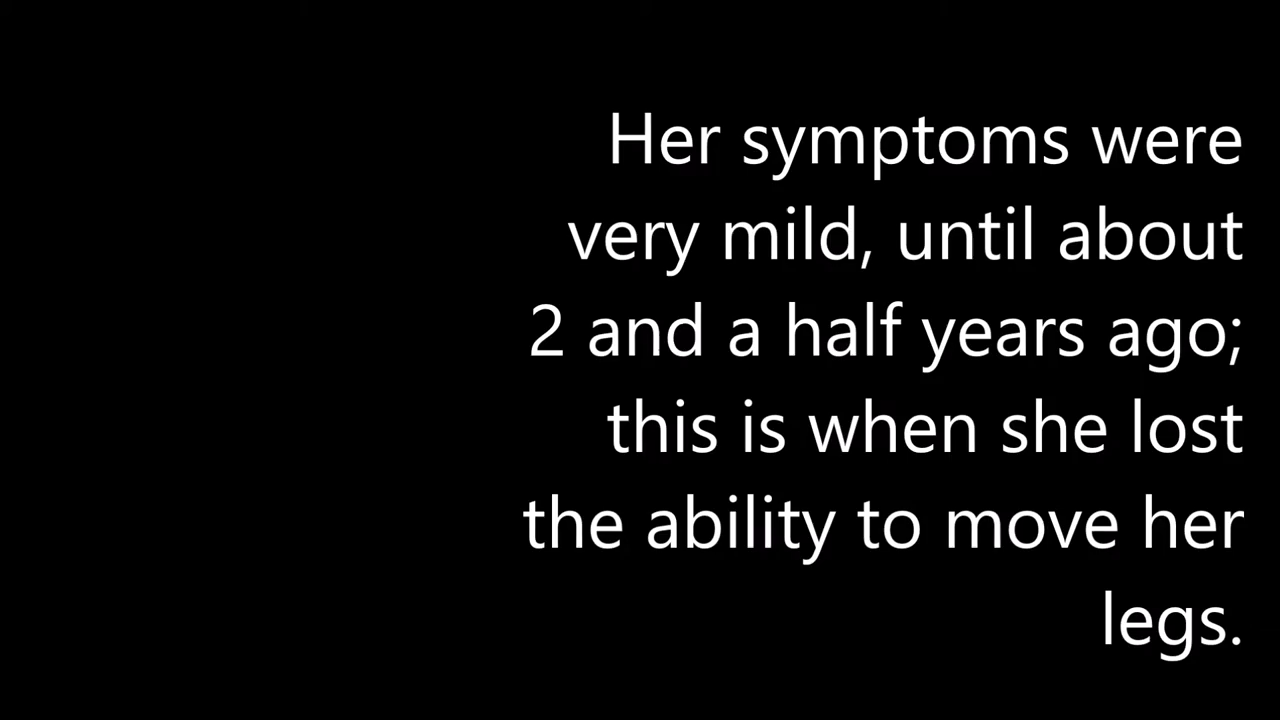 Her symptoms were
very mild, until about
2 and a half years ago;
this is when she lost
the ability to move her
legs.